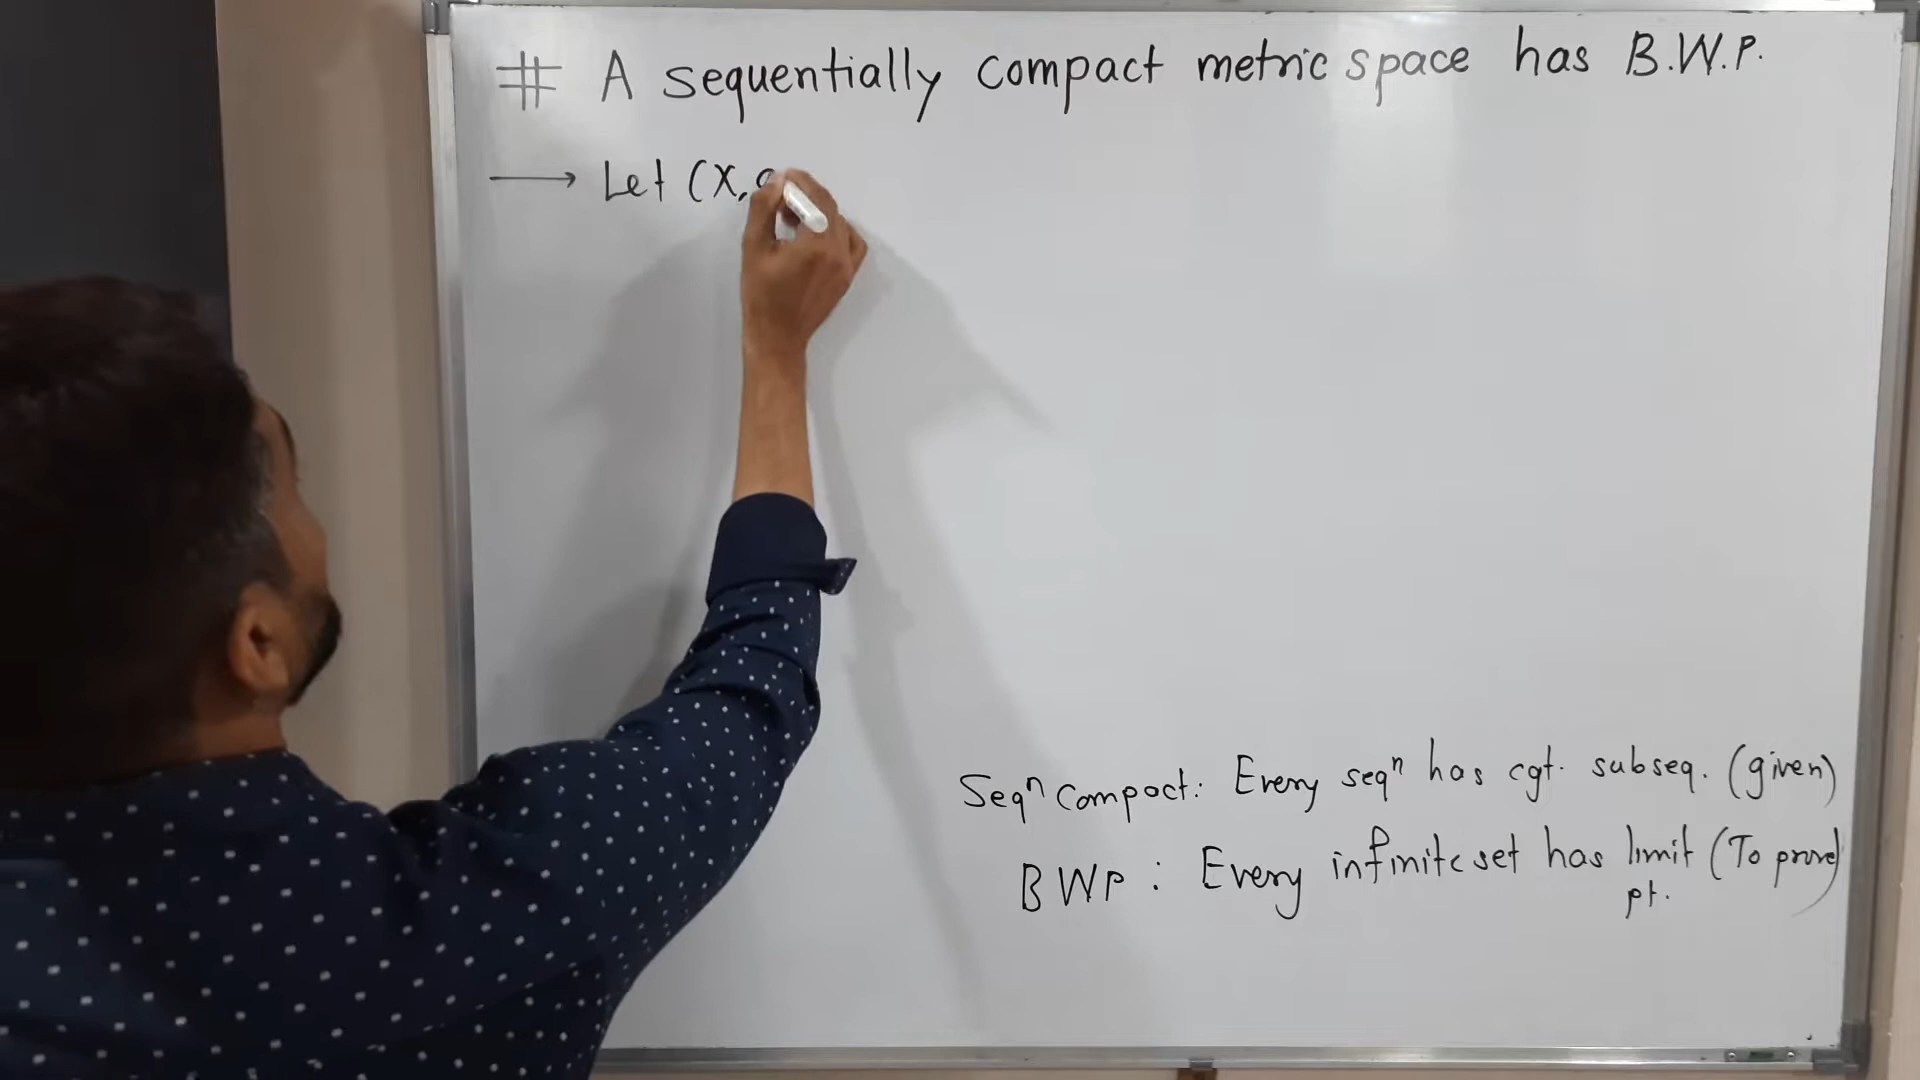 # A sequentially compact metric space has B.W.P.
→ Let (X,
Seqⁿ Compact: Every seqⁿ has cgt. subseq. (given)
BWP : Every infinite set has limit (To prove)
pt.